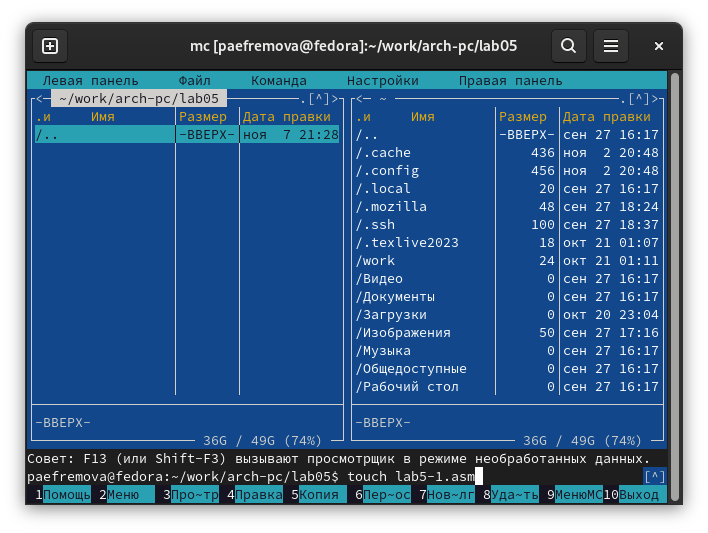 mc [paefremova@fedora]:~/work/arch-pc/lab05
Левая панель Файл Команда Настройки Правая панель
<— ~/work/arch-pc/lab05 —.[^]> <— ~ —.[^]>
.и Имя Размер Дата правки .и Имя Размер Дата правки
/.. -ВВЕРХ- ноя 7 21:28 /.. -ВВЕРХ- сен 27 16:17
/.cache 436 ноя 2 20:48
/.config 456 ноя 2 20:48
/.local 20 сен 27 16:17
/.mozilla 48 сен 27 18:24
/.ssh 100 сен 27 18:37
/.texlive2023 18 окт 21 01:07
/work 24 окт 21 01:11
/Видео 0 сен 27 16:17
/Документы 0 сен 27 16:17
/Загрузки 0 окт 20 23:04
/Изображения 50 сен 27 17:16
/Музыка 0 сен 27 16:17
/Общедоступные 0 сен 27 16:17
/Рабочий стол 0 сен 27 16:17
-ВВЕРХ- -ВВЕРХ-
36G / 49G (74%) 36G / 49G (74%)
Совет: F13 (или Shift-F3) вызывают просмотрщик в режиме необработанных данных.
paefremova@fedora:~/work/arch-pc/lab05$ touch lab5-1.asm [^]
1Помощь 2Меню 3Про~тр 4Правка 5Копия 6Пер~ос 7Нов~лг 8Уда~ть 9МенюМС 10Выход